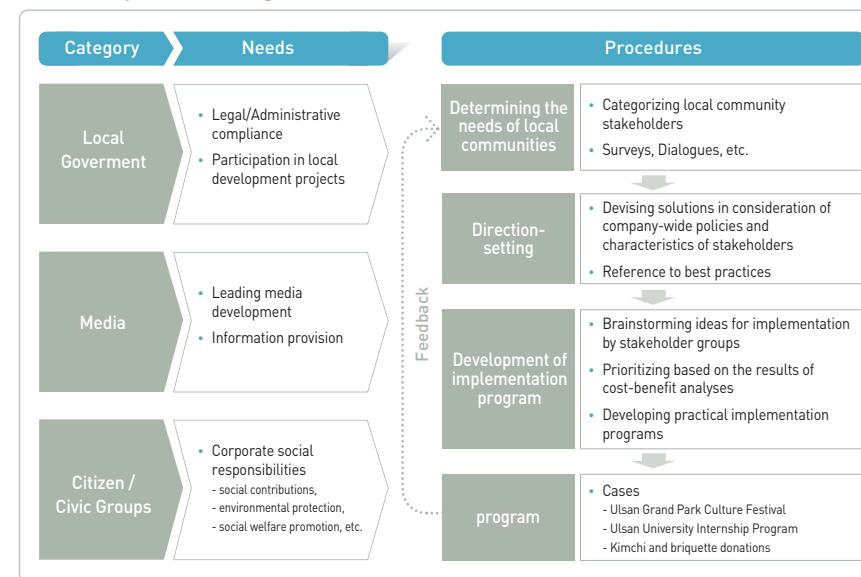 Category
Needs
Local
Goverment
• Legal/Administrative
compliance
• Participation in local
development projects
Media
• Leading media
development
• Information provision
Citizen /
Civic Groups
• Corporate social
responsibilities
- social contributions,
- environmental protection,
- social welfare promotion, etc.
Feedback
Procedures
Determining the
needs of local
communities
• Categorizing local community
stakeholders
• Surveys, Dialogues, etc.
Direction-
setting
• Devising solutions in consideration of
company-wide policies and
characteristics of stakeholders
• Reference to best practices
Development of
implementation
program
• Brainstorming ideas for implementation
by stakeholder groups
• Prioritizing based on the results of
cost-benefit analyses
• Developing practical implementation
programs
program
• Cases
- Ulsan Grand Park Culture Festival
- Ulsan University Internship Program
- Kimchi and briquette donations